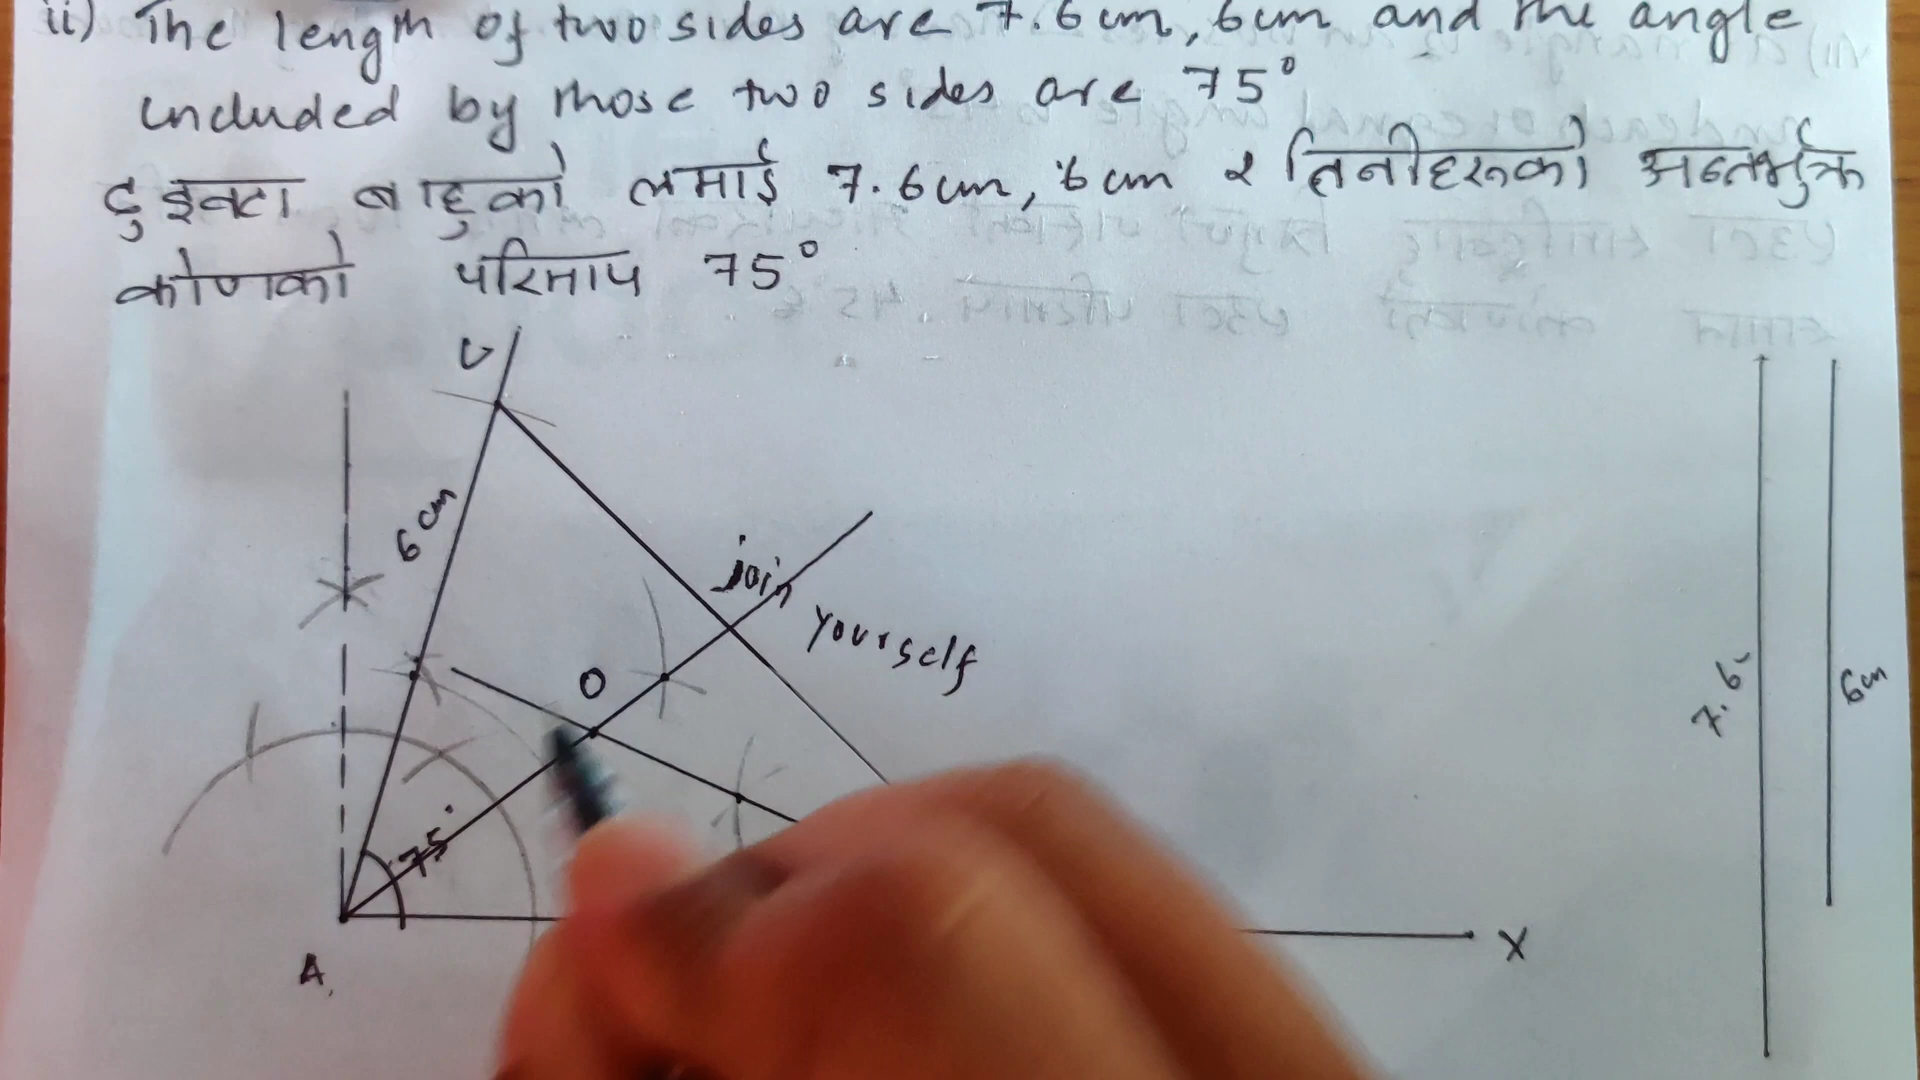 ii) The length of two sides are 7.6cm, 6cm and the angle
included by those two sides are 75°
दुइवटा बाहुको लमाई 7.6cm, 6cm र तिनीहरूको अन्तर्भुक्त
कोणको परिमाप 75°
6cm
join
yourself
O
7.6
6cm
75°
A
X